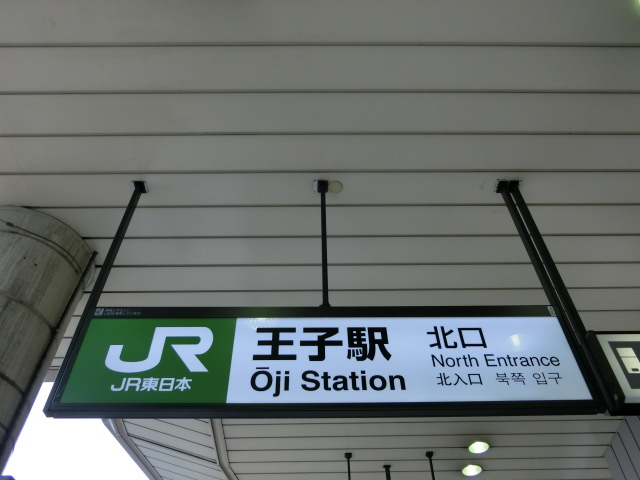 JR
JR東日本
王子駅
Ōji Station
北口
North Entrance
北入口 북쪽 입구